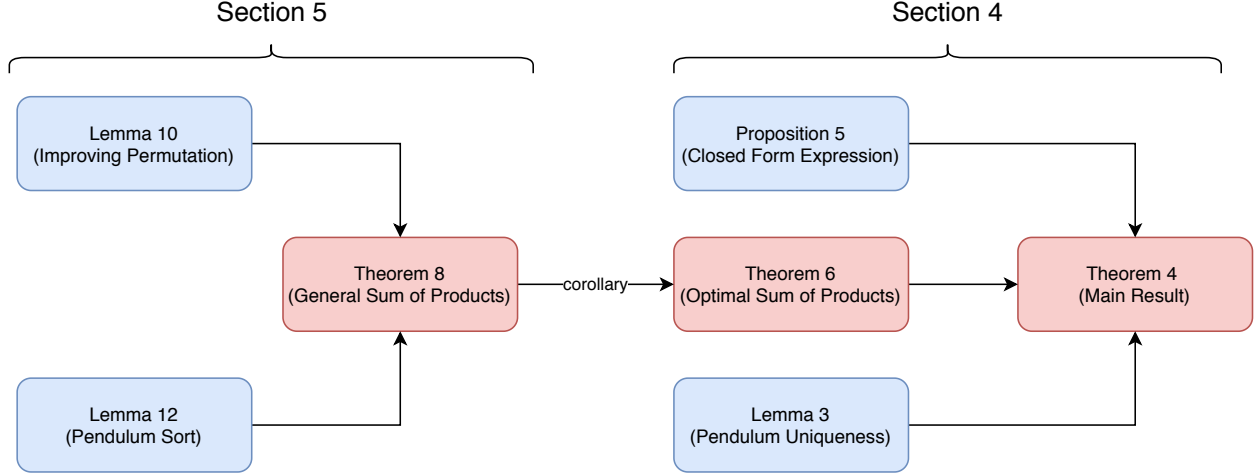 Section 5
Section 4
Lemma 10
(Improving Permutation)
Proposition 5
(Closed Form Expression)
Theorem 8
(General Sum of Products)
corollary
Theorem 6
(Optimal Sum of Products)
Theorem 4
(Main Result)
Lemma 12
(Pendulum Sort)
Lemma 3
(Pendulum Uniqueness)